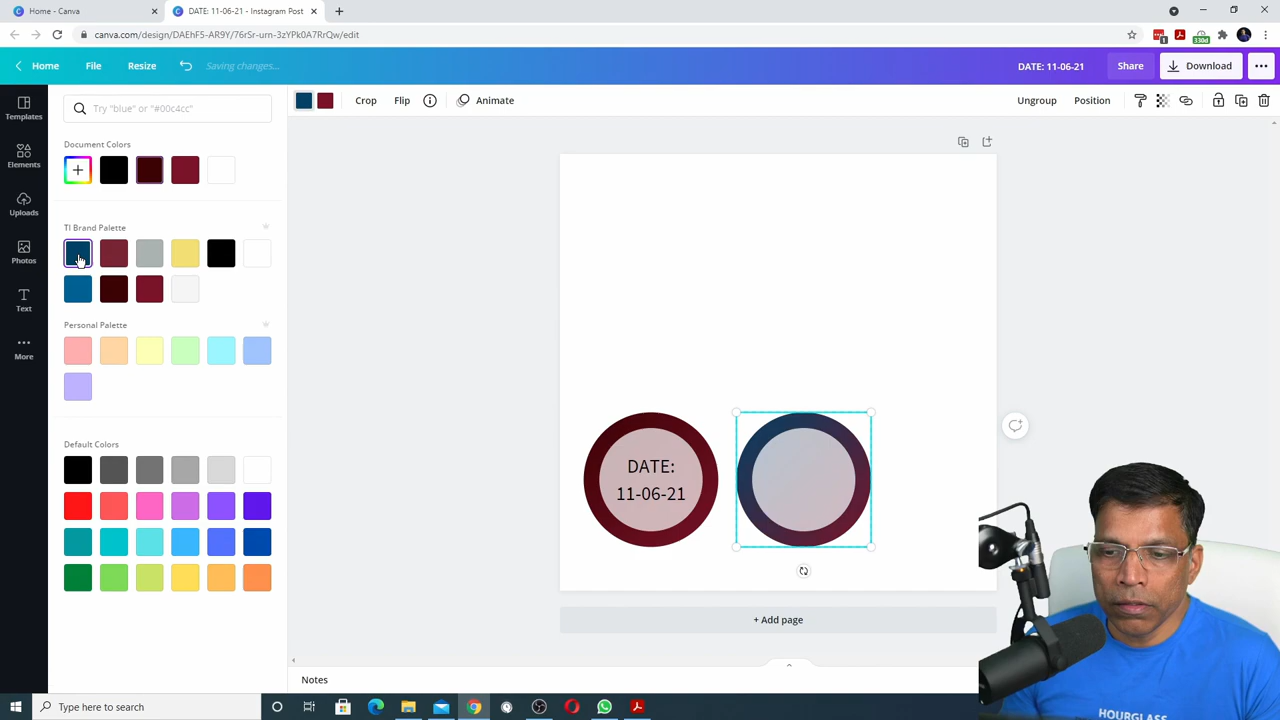 Home - Canva
DATE: 11-06-21 - Instagram Post
canva.com/design/DAEhF5-AR9Y/76rSr-urn-3zYPk0A7RrQw/edit
1
330d
Home
File
Resize
Saving changes...
DATE: 11-06-21
Share
Download
Templates
Elements
Uploads
Photos
Text
More
Try "blue" or "#00c4cc"
Document Colors
TI Brand Palette
Personal Palette
Default Colors
Crop
Flip
Animate
Ungroup
Position
DATE:
11-06-21
+ Add page
Notes
HOURGLASS
Type here to search